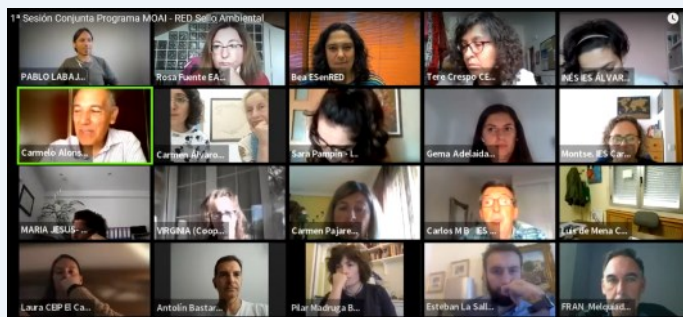 1ª Sesión Conjunta Programa MOAI - RED Sello Ambiental
PABLO LABAJ...
Rosa Fuente EA...
Bea ESenRED
Tere Crespo CE...
INÉS IES ÁLVAR...
Carmelo Alons...
Carmen Álvaro...
Sara Pampín - I...
Gema Adelaida...
Montse. IES Car...
MARIA JESUS-...
VIRGINIA (Coop...
Carmen Pajare...
Carlos M B IES ...
Luis de Mena C...
Laura CEIP El Ca...
Antolín Bastar...
Pilar Madruga B...
Esteban La Sall...
FRAN_Melquiad...